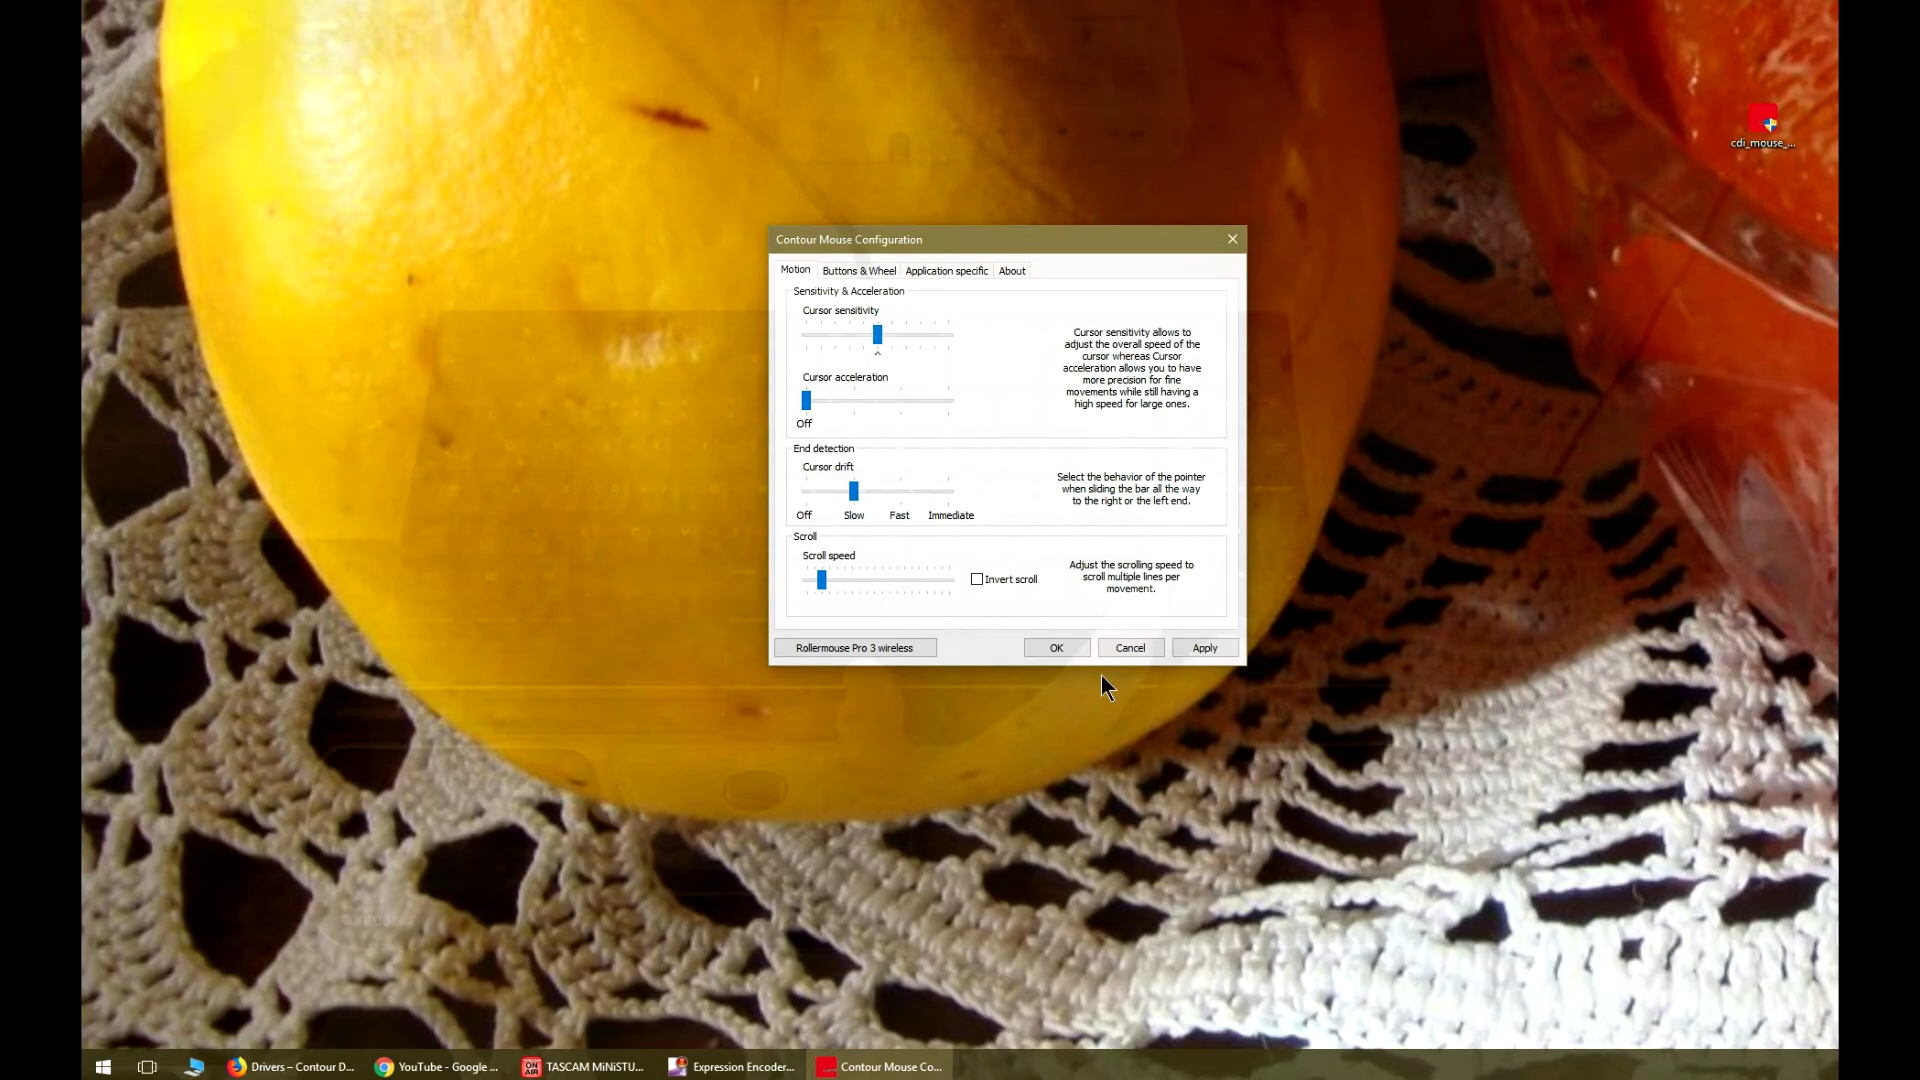 cdi_mouse_...
Contour Mouse Configuration
Motion Buttons & Wheel Application specific About
Sensitivity & Acceleration
Cursor sensitivity
Cursor sensitivity allows to
adjust the overall speed of the
cursor whereas Cursor
acceleration allows you to have
more precision for fine
movements while still having a
high speed for large ones.
Cursor acceleration
Off
End detection
Cursor drift
Off Slow Fast Immediate
Select the behavior of the pointer
when sliding the bar all the way
to the right or the left end.
Scroll
Scroll speed
Invert scroll
Adjust the scrolling speed to
scroll multiple lines per
movement.
Rollermouse Pro 3 wireless OK Cancel Apply
Drivers – Contour D... YouTube - Google ... ON AIR TASCAM MiNiSTU... Expression Encoder... Contour Mouse Co...